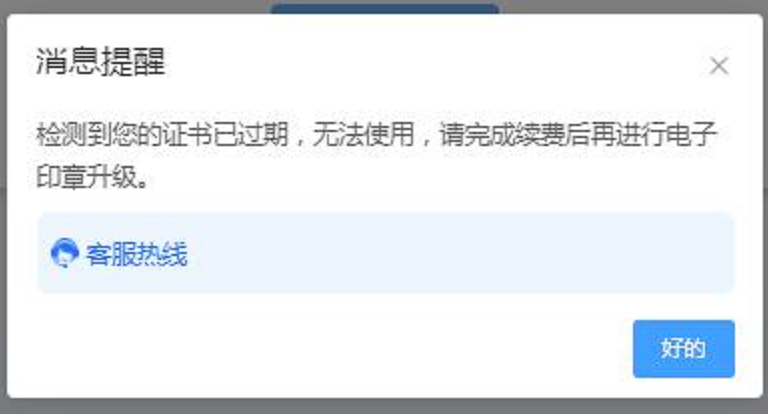 消息提醒
检测到您的证书已过期，无法使用，请完成续费后再进行电子
印章升级。
客服热线
好的